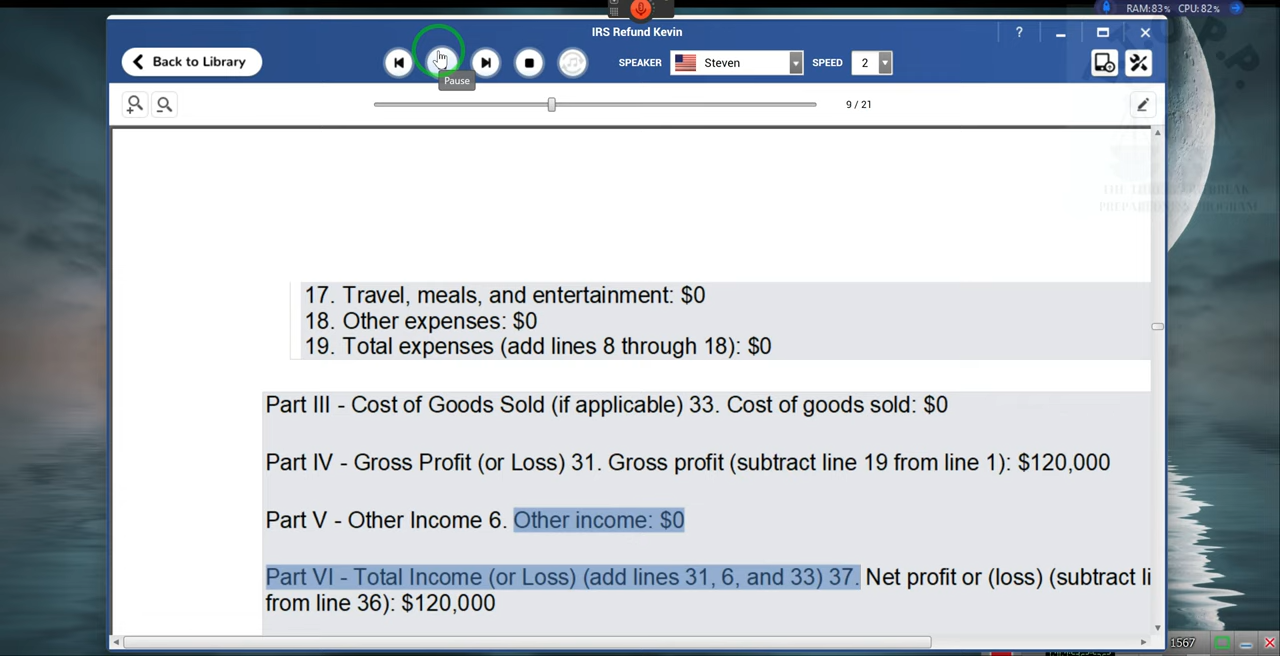 RAM:83% CPU:82%
IRS Refund Kevin
?
Back to Library
SPEAKER Steven SPEED 2
Pause
9 / 21
17. Travel, meals, and entertainment: $0
18. Other expenses: $0
19. Total expenses (add lines 8 through 18): $0
Part III - Cost of Goods Sold (if applicable) 33. Cost of goods sold: $0
Part IV - Gross Profit (or Loss) 31. Gross profit (subtract line 19 from line 1): $120,000
Part V - Other Income 6. Other income: $0
Part VI - Total Income (or Loss) (add lines 31, 6, and 33) 37. Net profit or (loss) (subtract li
from line 36): $120,000
1567